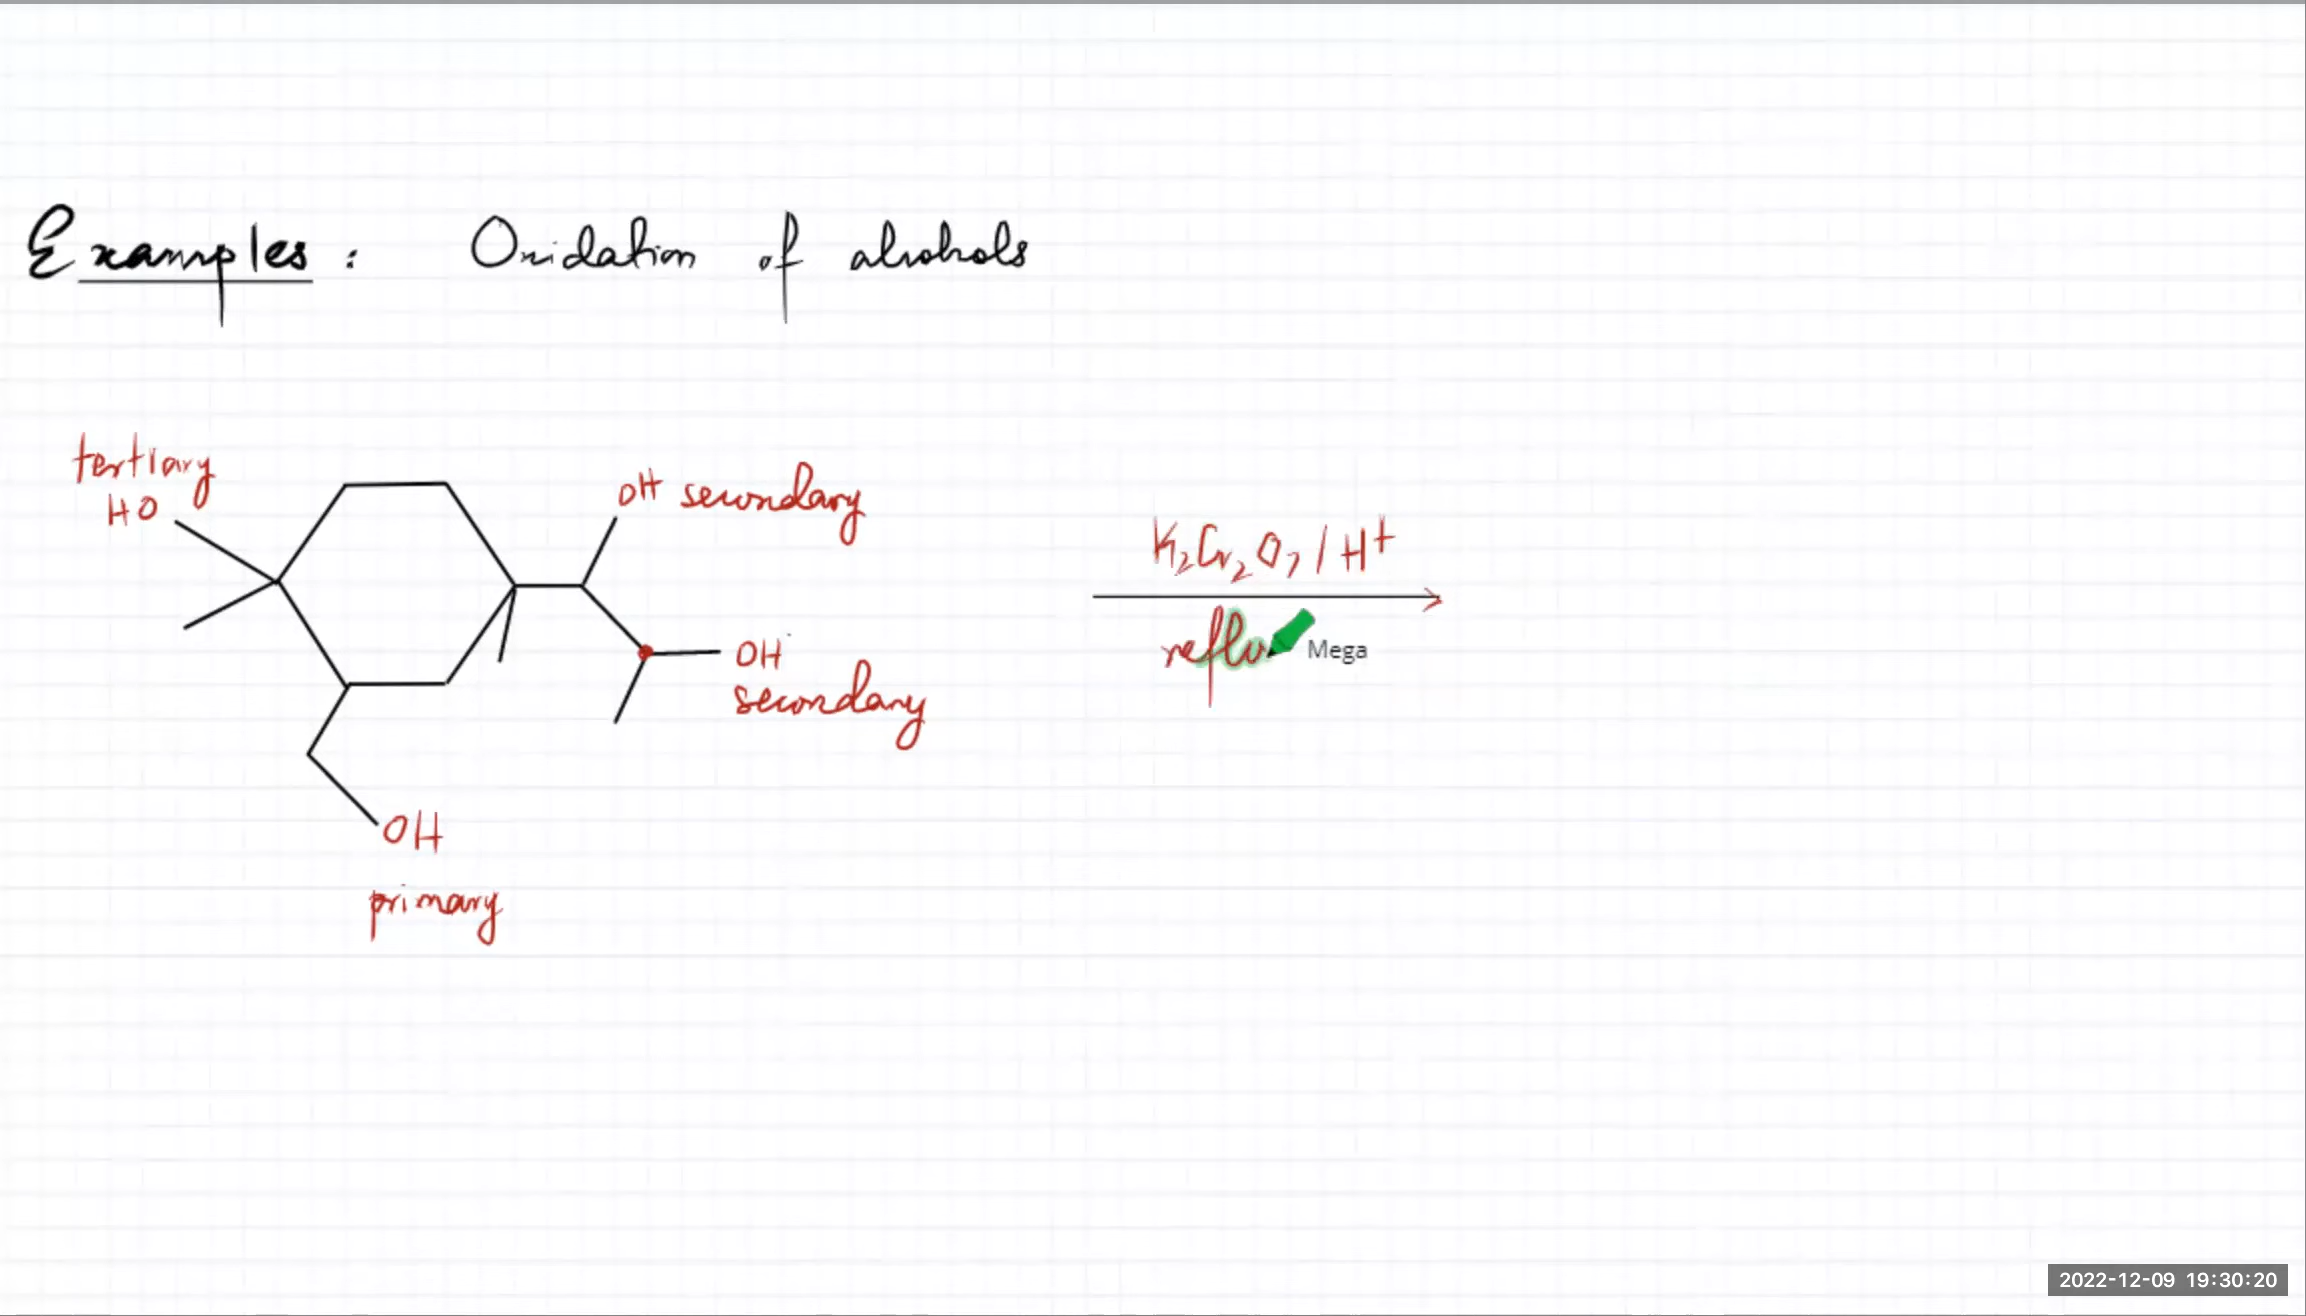 Examples : Oxidation of alcohols
tertiary
HO
OH secondary
K₂Cr₂O₇ / H⁺
reflux
Mega
OH
secondary
OH
primary
2022-12-09 19:30:20